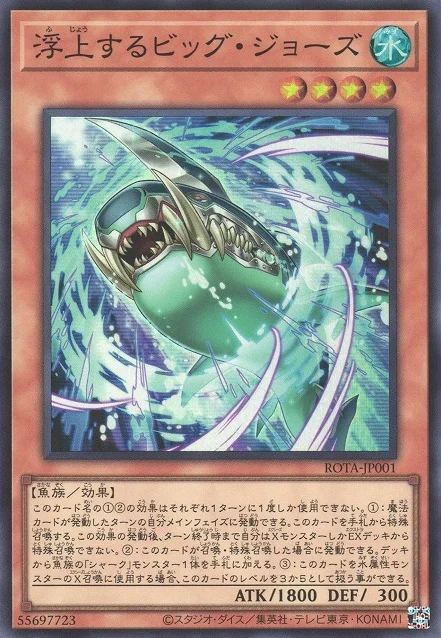 浮上するビッグ・ジョーズ
水
ROTA-JP001
【魚族／効果】
このカード名の①②の効果はそれぞれ1ターンに1度しか使用できない。①：魔法
カードが発動したターンの自分メインフェイズに発動できる。このカードを手札から特殊
召喚する。この効果の発動後、ターン終了時まで自分はXモンスターしかEXデッキから
特殊召喚できない。②：このカードが召喚・特殊召喚した場合に発動できる。デッキ
から魚族の「シャーク」モンスター1体を手札に加える。③：このカードを水属性モン
スターのX召喚に使用する場合、このカードのレベルを3か5として扱う事ができる。
ATK/1800 DEF/ 300
55697723
©スタジオ・ダイス/集英社・テレビ東京・KONAMI